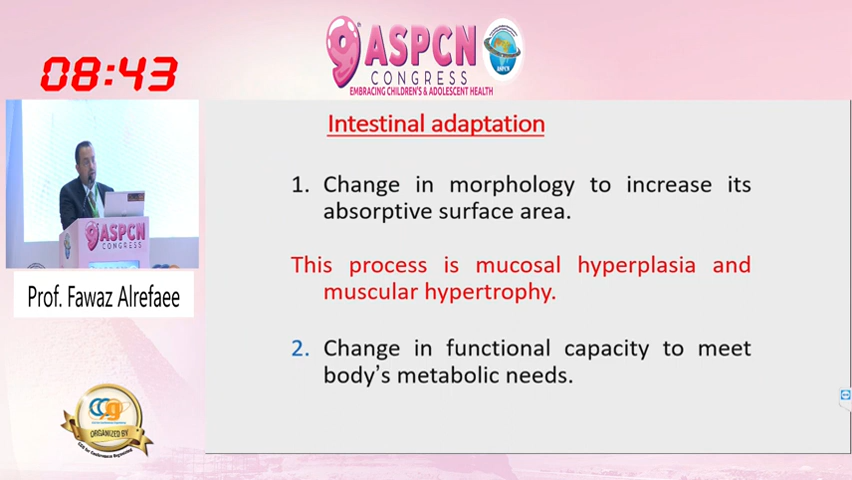 08:43
9 ASPCN
CONGRESS
EMBRACING CHILDREN'S & ADOLESCENT HEALTH
ASPCN
Intestinal adaptation
1. Change in morphology to increase its
absorptive surface area.
This process is mucosal hyperplasia and
muscular hypertrophy.
2. Change in functional capacity to meet
body's metabolic needs.
9 ASPCN
CONGRESS
Prof. Fawaz Alrefaee
ORGANIZED BY